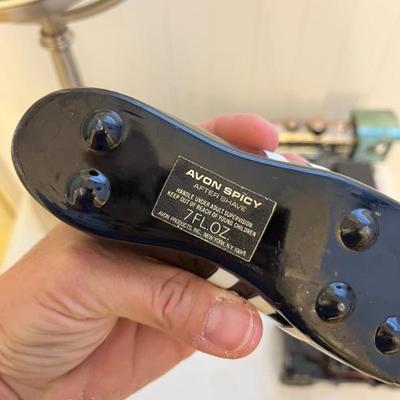 AVON SPICY
AFTER SHAVE
HANDLE UNDER ADULT SUPERVISION
KEEP OUT OF REACH OF YOUNG CHILDREN
7 FL. OZ.
AVON PRODUCTS, INC., NEW YORK, N.Y. 10020